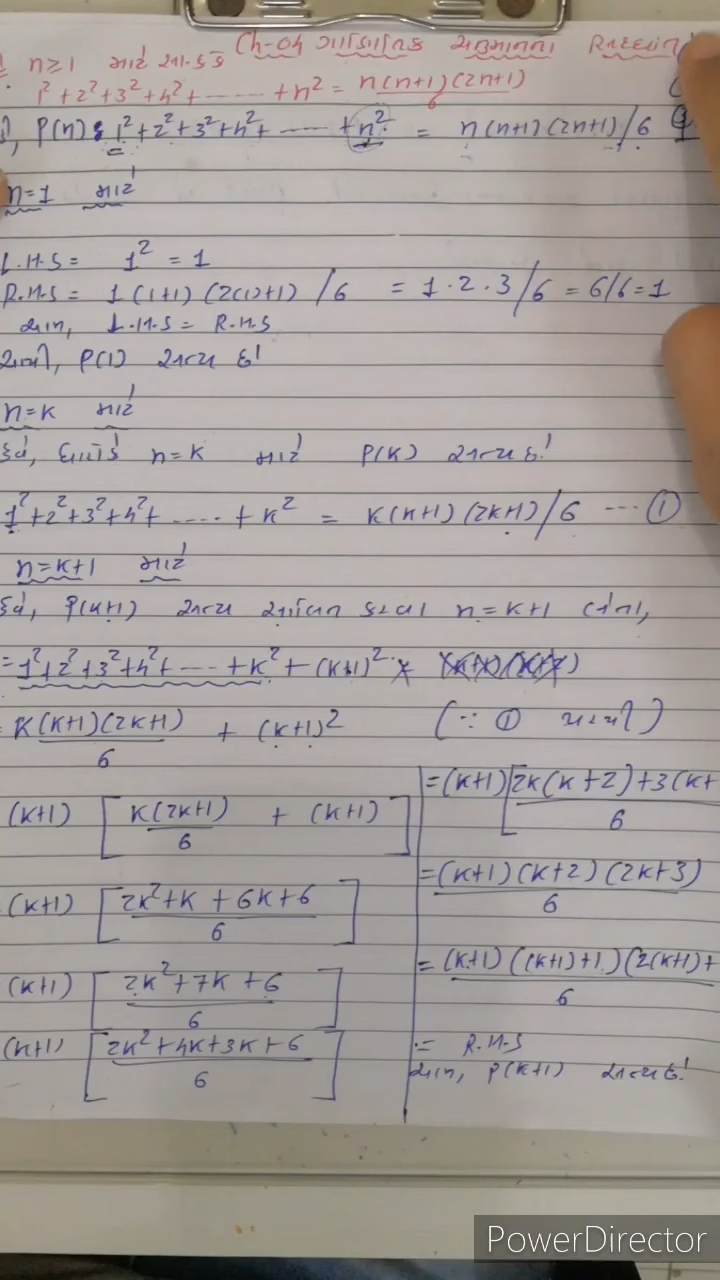 Ch-04 ગાણિતિક અનુમાનનો સિદ્ધાંત
n≥1 માટે સા.ક.કે
1²+2²+3²+4²+ ------ +n² = n(n+1)(2n+1)/6
P(n): 1²+2²+3²+4²+ ---- +n² = n(n+1)(2n+1)/6
n=1 માટે
L.H.S = 1² = 1
R.H.S = 1(1+1)(2(1)+1)/6 = 1·2·3/6 = 6/6=1
આમ, L.H.S = R.H.S
આથી, P(1) સત્ય છે.
n=k માટે
હવે, ધારોકે n=k માટે P(k) સત્ય છે.
1²+2²+3²+4²+ ..... +k² = k(k+1)(2k+1)/6 ---①
n=k+1 માટે
હવે, P(k+1) સત્ય સાબિત કરવા n=k+1 લેતા,
=1²+2²+3²+4²+ ---- +k²+(k+1)²
k(k+1)(2k+1)/6 + (k+1)² (∵ ① પરથી)
(k+1)[k(2k+1)/6 + (k+1)]
(k+1)[2k²+k+6k+6/6]
(k+1)[2k²+7k+6/6]
(k+1)[2k²+4k+3k+6/6]
=(k+1)[2k(k+2)+3(k+/6
=(k+1)(k+2)(2k+3)/6
=(k+1)((k+1)+1)(2(k+1)+/6
= R.H.S
આમ, P(k+1) સત્ય છે.
PowerDirector